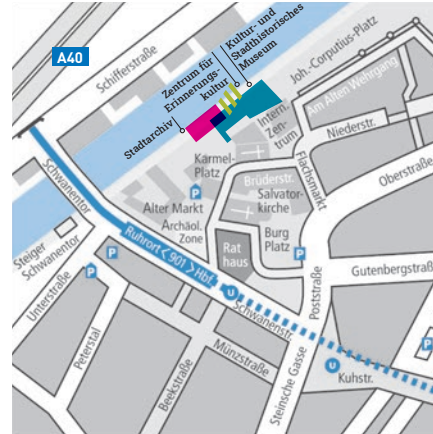 A40
Schifferstraße
Zentrum für
Erinnerungs-
kultur
Kultur- und
Stadthistorisches
Museum
Joh.-Corputius-Platz
Stadtarchiv
Intern.
Zen-
trum
Am Alten Wehrgang
Niederstr.
Schwanentor
Karmel-
Platz
P
Brüderstr.
Flachsmarkt
Oberstraße
Salvator-
kirche
Alter Markt
Archäol.
Zone
Steiger
Schwanentor
Ruhrort < 901 > Hbf.
Rat
haus
Burg
Platz
P
P
P
Unterstraße
Gutenbergstraße
Poststraße
U
Schwanenstr.
Peterstal
Beekstraße
Münzstraße
Steinsche Gasse
U
Kuhstr.
P